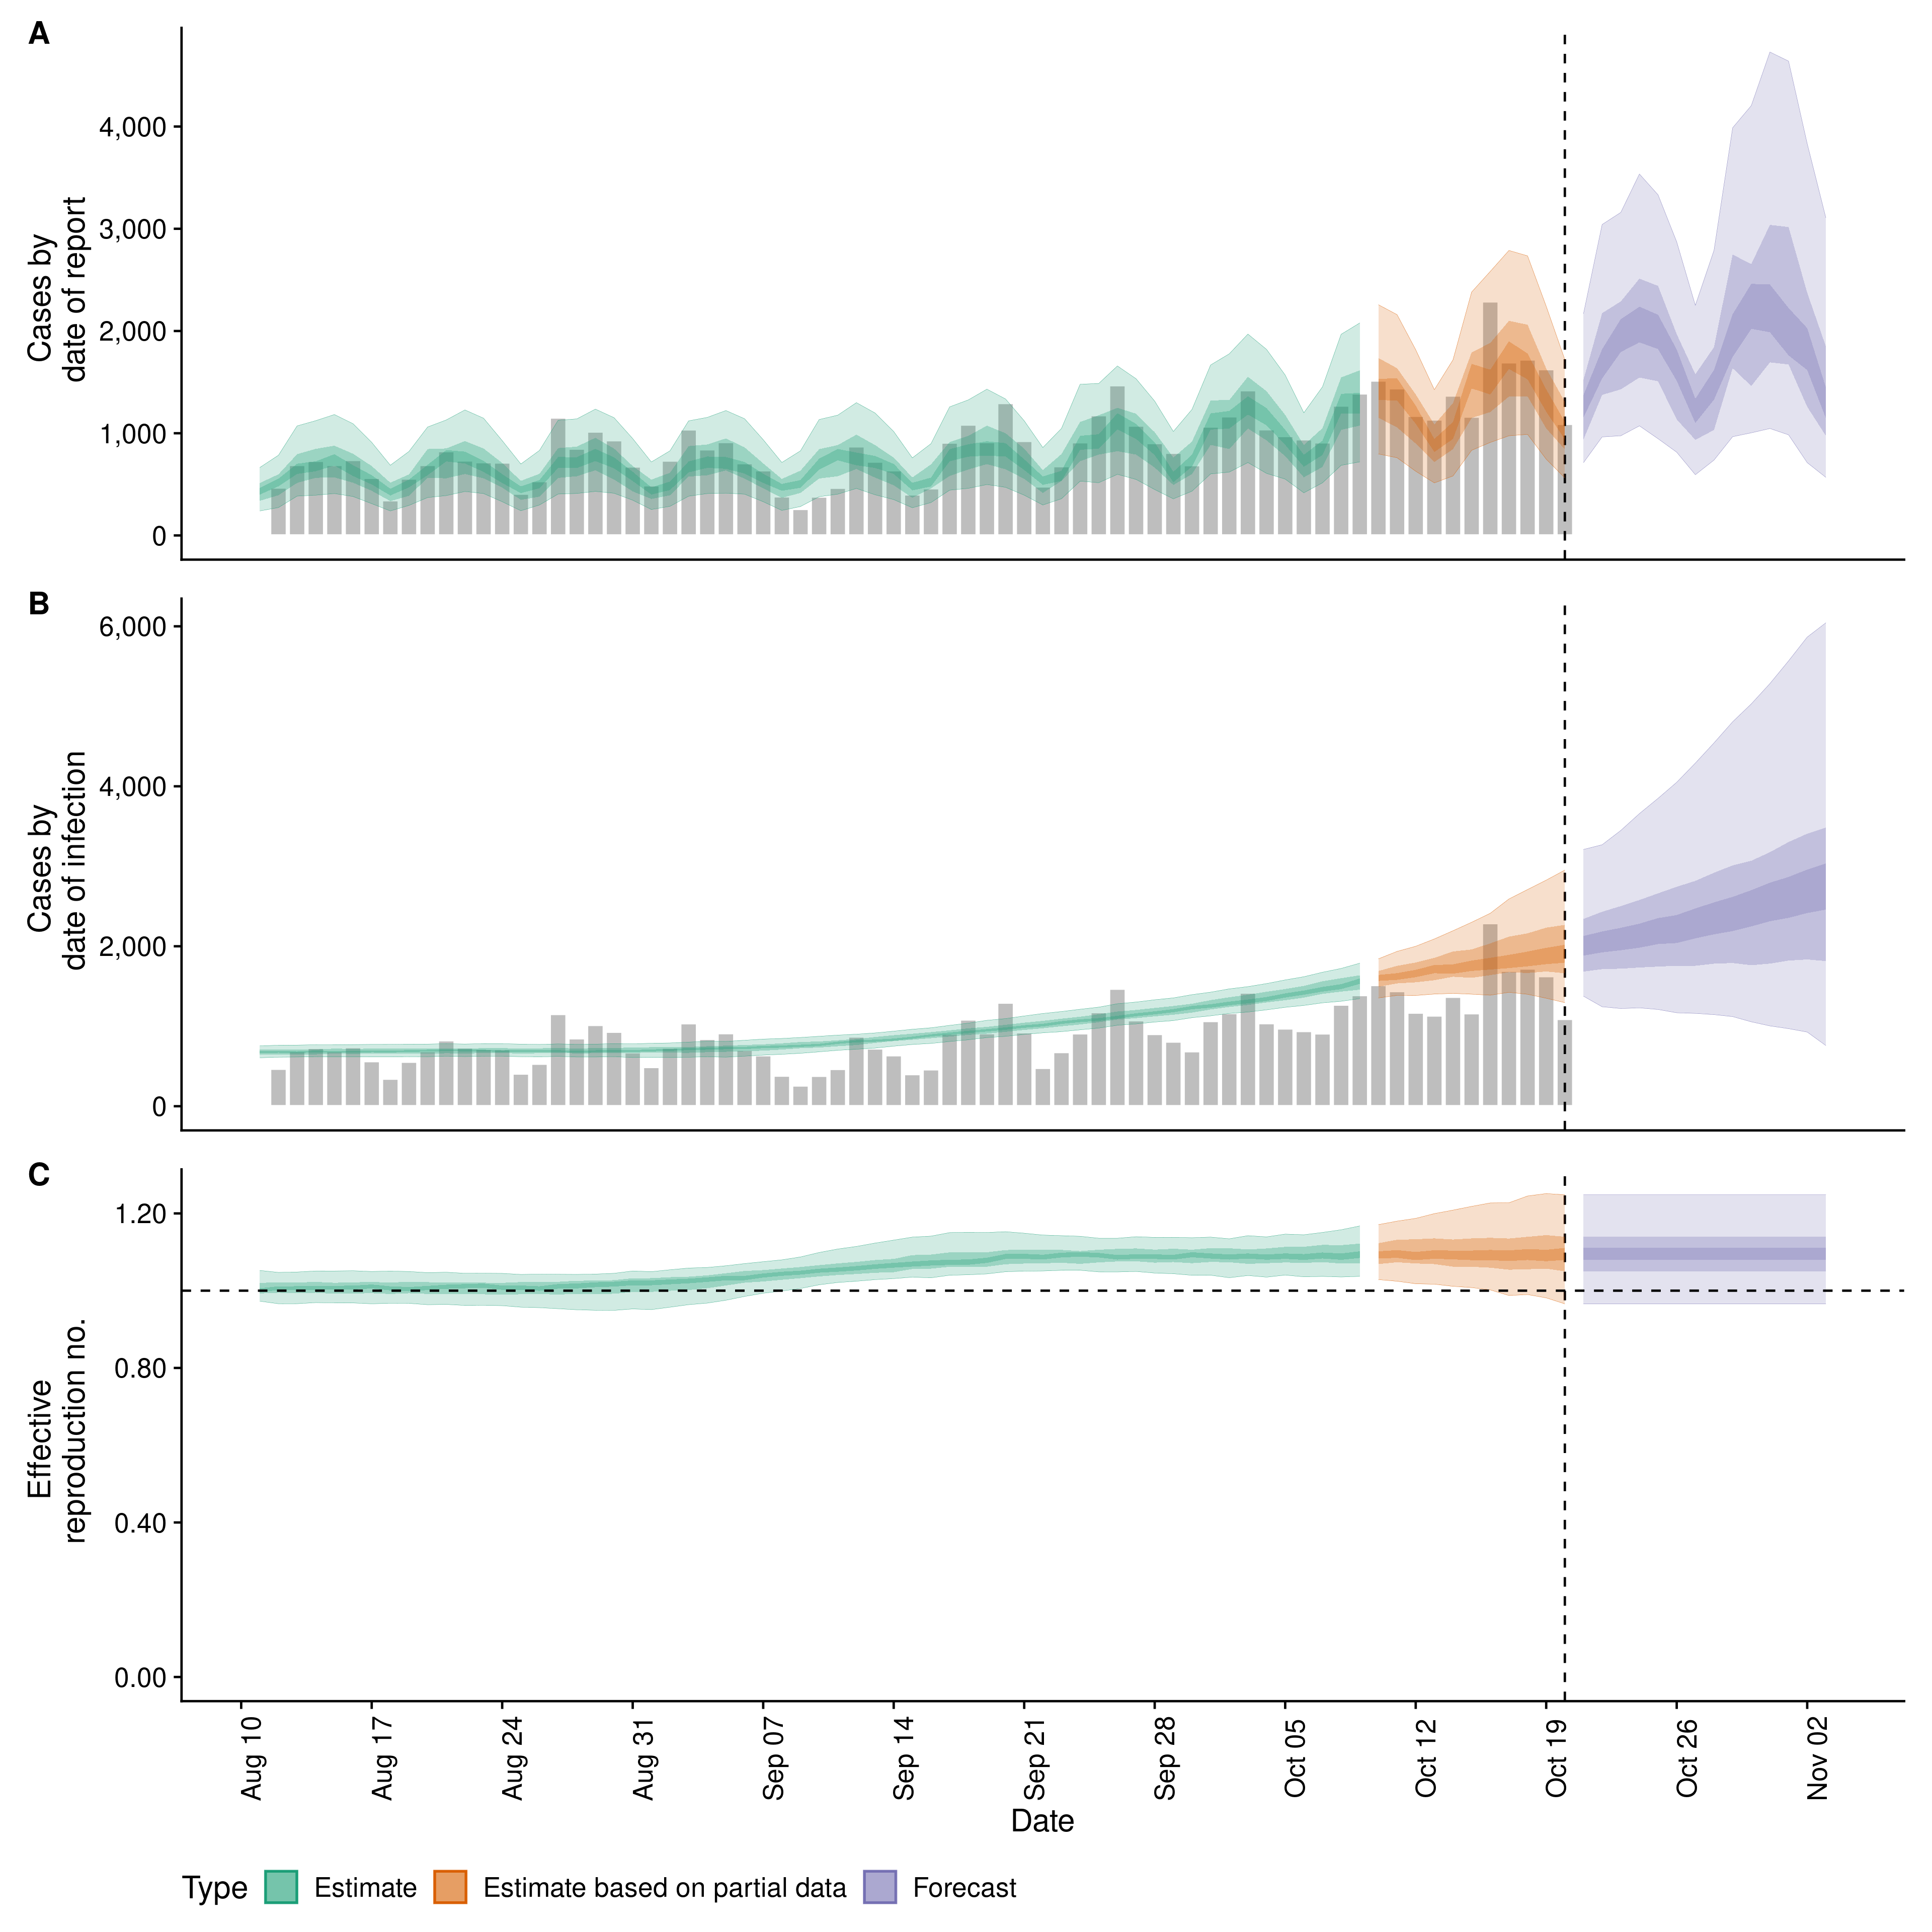 A
Cases by
date of report
4,000
3,000
2,000
1,000
0
B
Cases by
date of infection
6,000
4,000
2,000
0
C
Effective
reproduction no.
1.20
0.80
0.40
0.00
Aug 10
Aug 17
Aug 24
Aug 31
Sep 07
Sep 14
Sep 21
Sep 28
Oct 05
Oct 12
Oct 19
Oct 26
Nov 02
Date
Type Estimate Estimate based on partial data Forecast